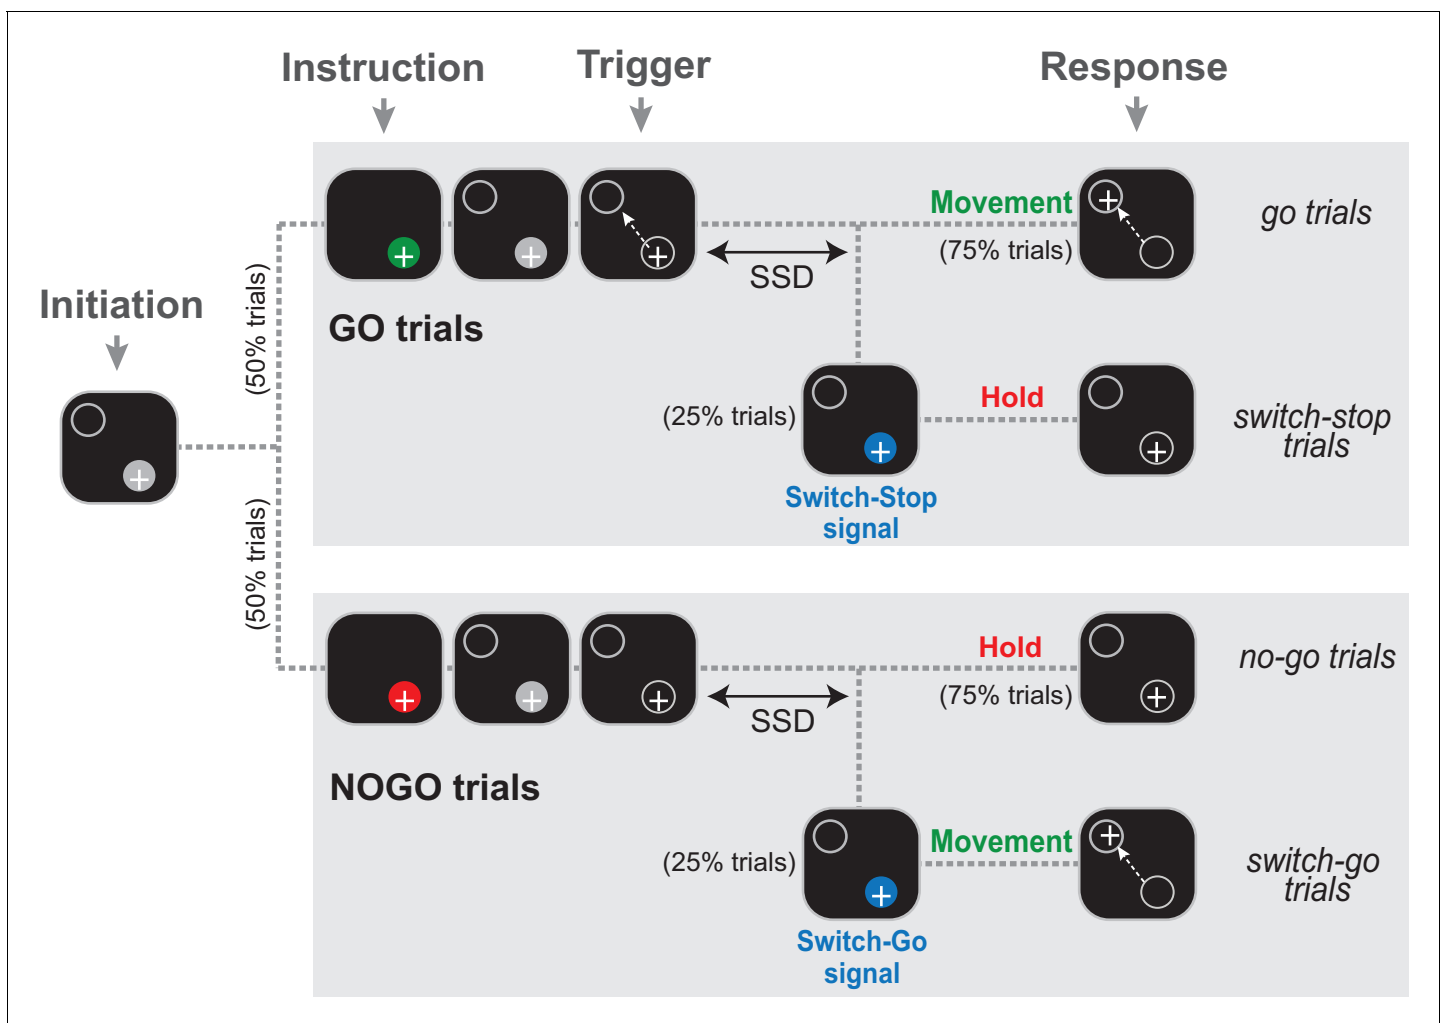 Instruction
Trigger
Response
Initiation
(50% trials)
(50% trials)
GO trials
SSD
Movement
(75% trials)
go trials
(25% trials)
Hold
switch-stop
trials
Switch-Stop
signal
NOGO trials
SSD
Hold
(75% trials)
no-go trials
(25% trials)
Movement
switch-go
trials
Switch-Go
signal